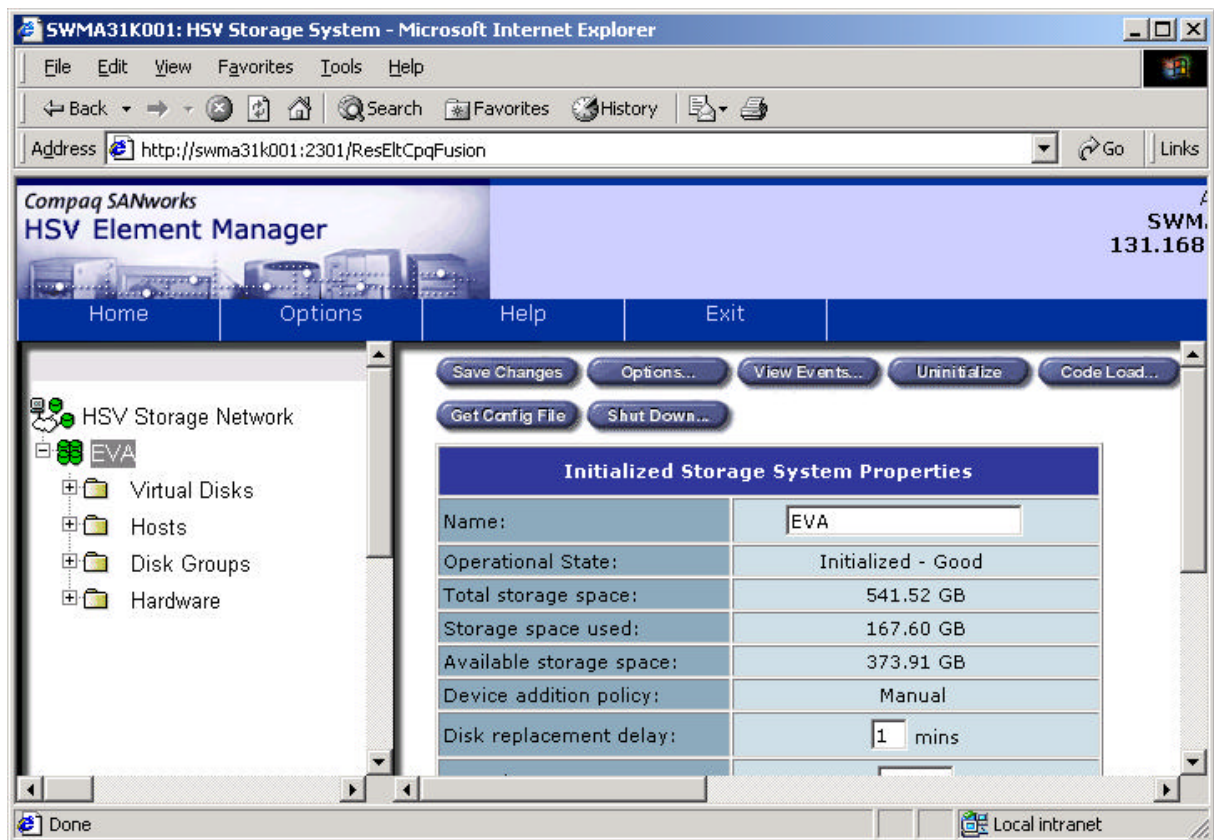 SWMA31K001: HSV Storage System - Microsoft Internet Explorer
File Edit View Favorites Tools Help
Back Search Favorites History
Address http://swma31k001:2301/ResEltCpqFusion Go Links
Compaq SANworks
HSV Element Manager
SWM
131.168
Home Options Help Exit
Save Changes Options... View Events... Uninitialize Code Load...
Get Config File Shut Down...
HSV Storage Network
EVA
Virtual Disks
Hosts
Disk Groups
Hardware
Initialized Storage System Properties
Name: EVA
Operational State: Initialized - Good
Total storage space: 541.52 GB
Storage space used: 167.60 GB
Available storage space: 373.91 GB
Device addition policy: Manual
Disk replacement delay: 1 mins
Done Local intranet